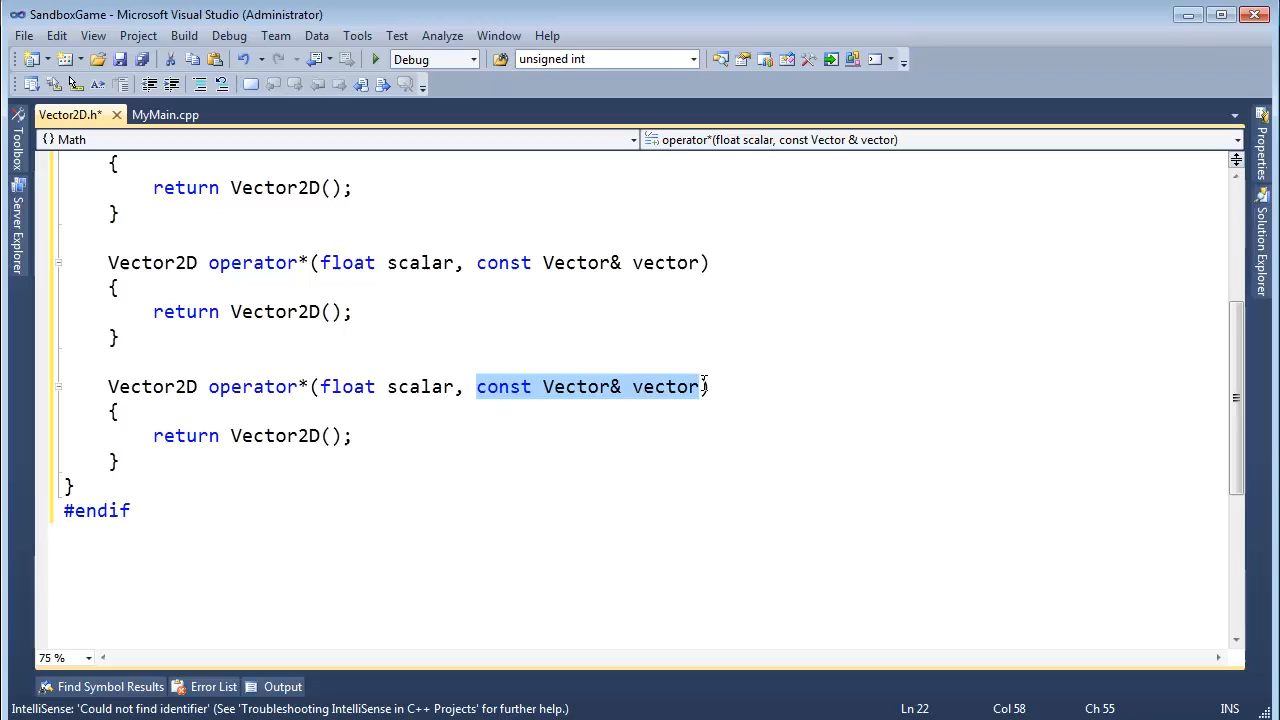 SandboxGame - Microsoft Visual Studio (Administrator)
File Edit View Project Build Debug Team Data Tools Test Analyze Window Help
Debug unsigned int
Vector2D.h* MyMain.cpp
{} Math operator*(float scalar, const Vector & vector)
Toolbox
Server Explorer
Properties
Solution Explorer
{
return Vector2D();
}
Vector2D operator*(float scalar, const Vector& vector)
{
return Vector2D();
}
Vector2D operator*(float scalar, const Vector& vector)
{
return Vector2D();
}
}
#endif
75 %
Find Symbol Results Error List Output
IntelliSense: 'Could not find identifier' (See 'Troubleshooting IntelliSense in C++ Projects' for further help.) Ln 22 Col 58 Ch 55 INS